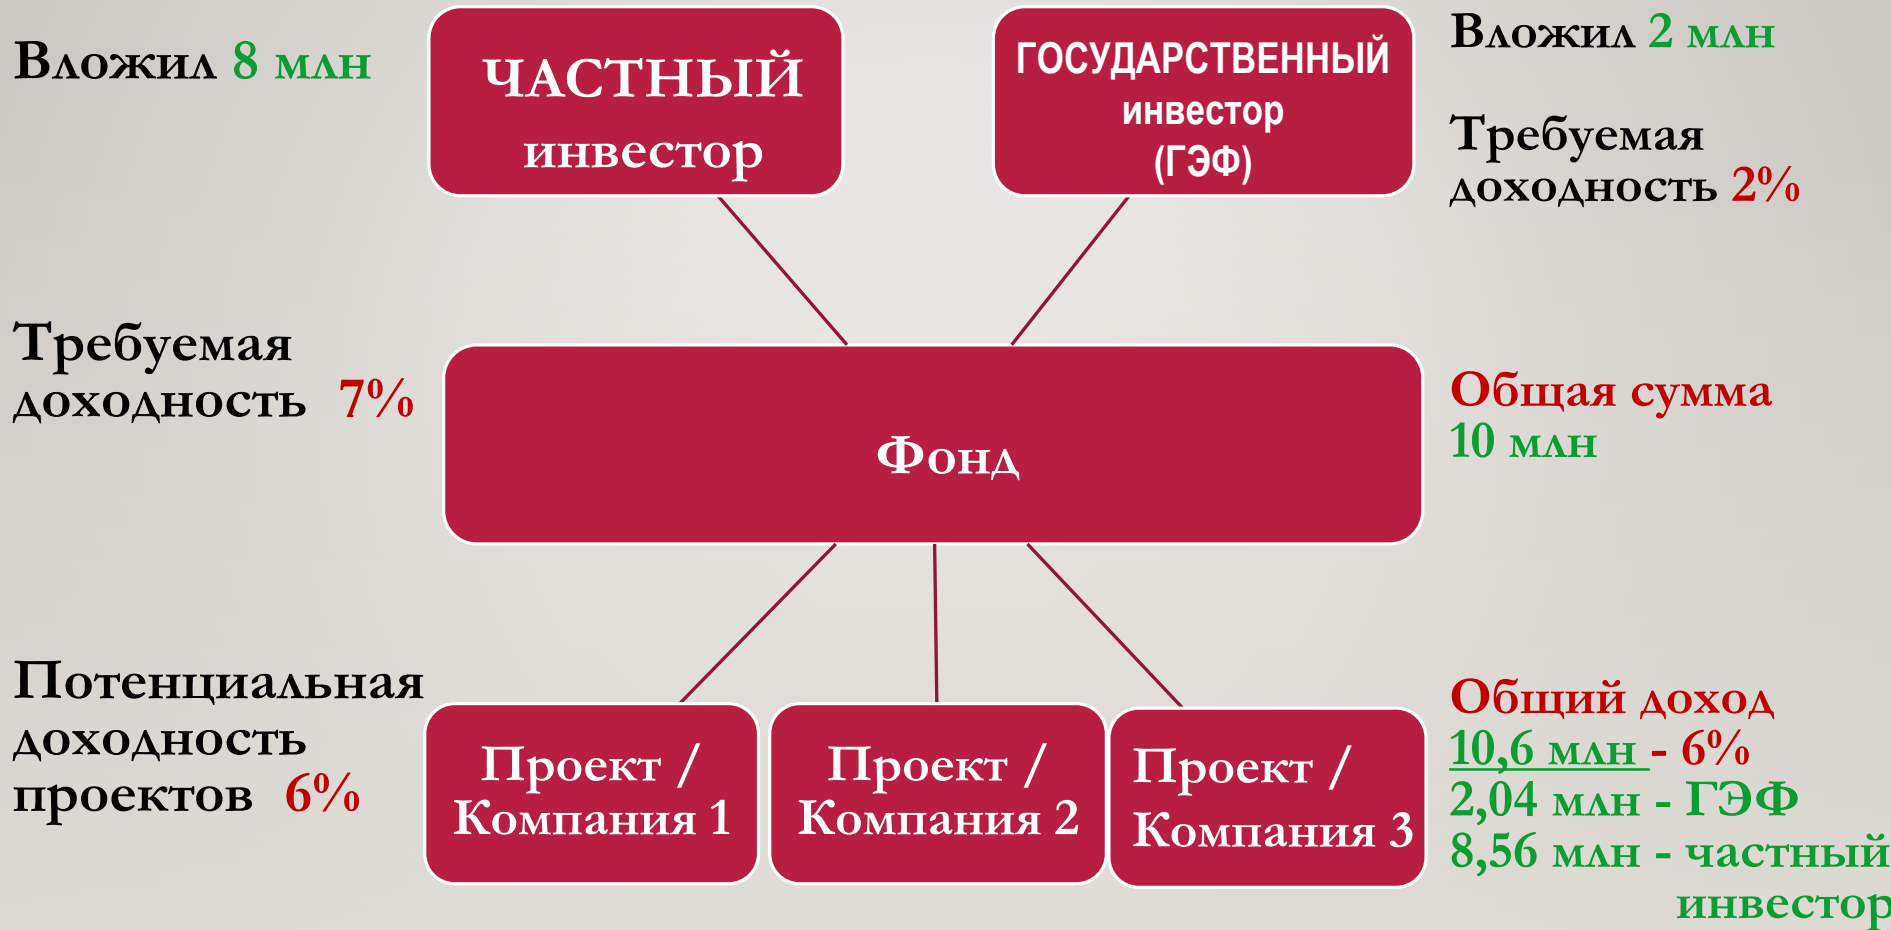 Вложил 8 млн
ЧАСТНЫЙ
инвестор
ГОСУДАРСТВЕННЫЙ
инвестор
(ГЭФ)
Вложил 2 млн
Требуемая
доходность 2%
Требуемая
доходность 7%
Фонд
Общая сумма
10 млн
Потенциальная
доходность
проектов 6%
Проект /
Компания 1
Проект /
Компания 2
Проект /
Компания 3
Общий доход
10,6 млн - 6%
2,04 млн - ГЭФ
8,56 млн - частный
инвестор